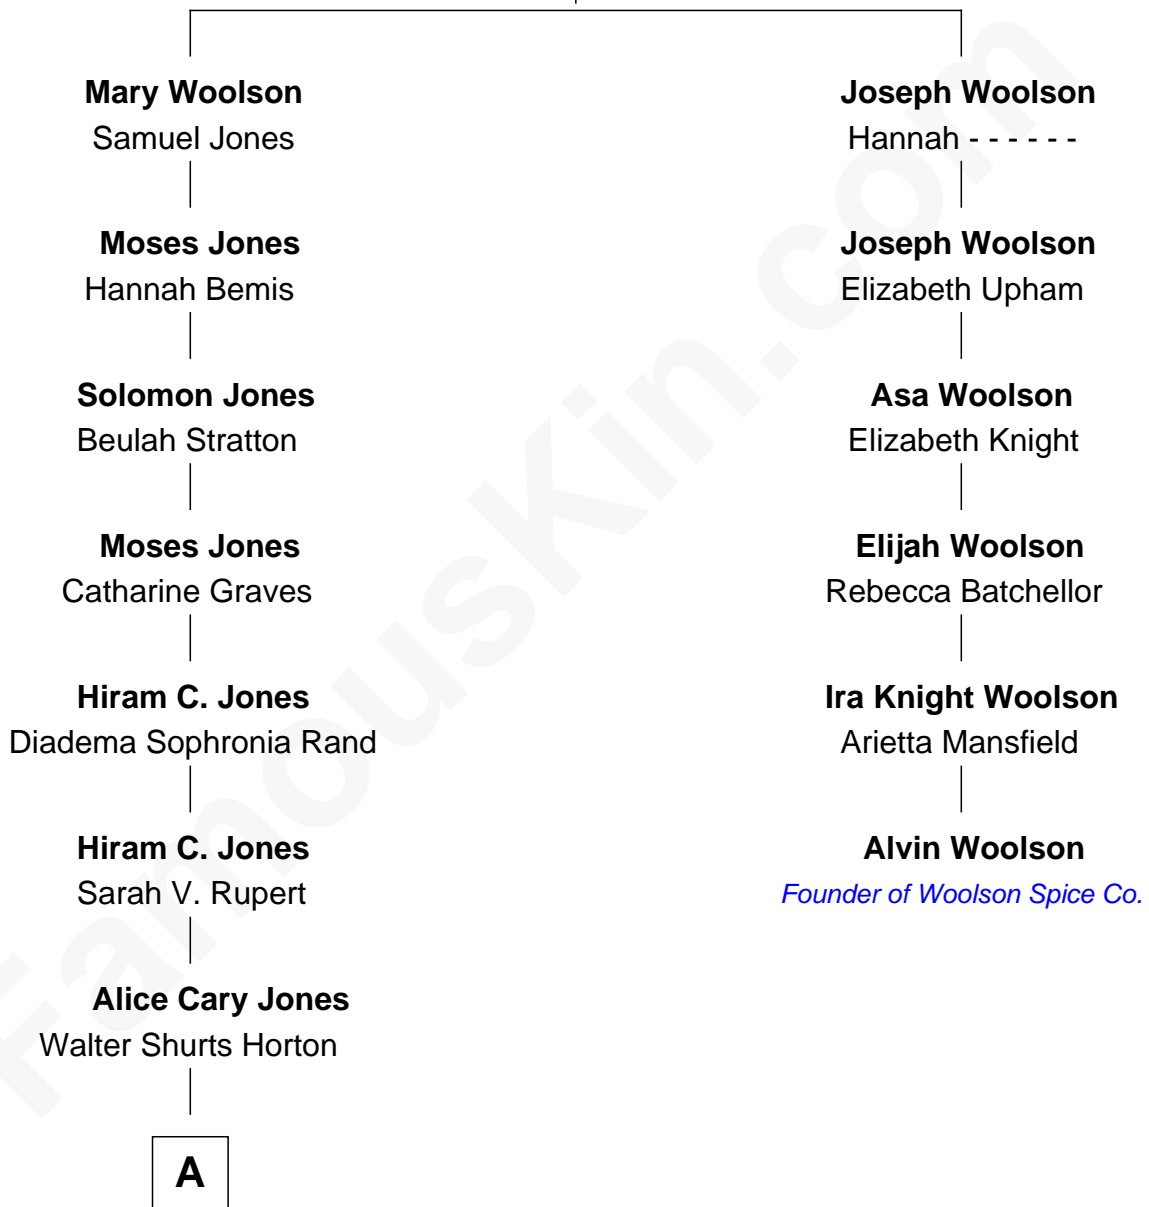 Mary Woolson
Samuel Jones
Joseph Woolson
Hannah - - - - - -
Moses Jones
Hannah Bemis
Joseph Woolson
Elizabeth Upham
Solomon Jones
Beulah Stratton
Asa Woolson
Elizabeth Knight
Moses Jones
Catharine Graves
Elijah Woolson
Rebecca Batchellor
Hiram C. Jones
Diadema Sophronia Rand
Ira Knight Woolson
Arietta Mansfield
Hiram C. Jones
Sarah V. Rupert
Alvin Woolson
Founder of Woolson Spice Co.
Alice Cary Jones
Walter Shurts Horton
A
FamousKin.com